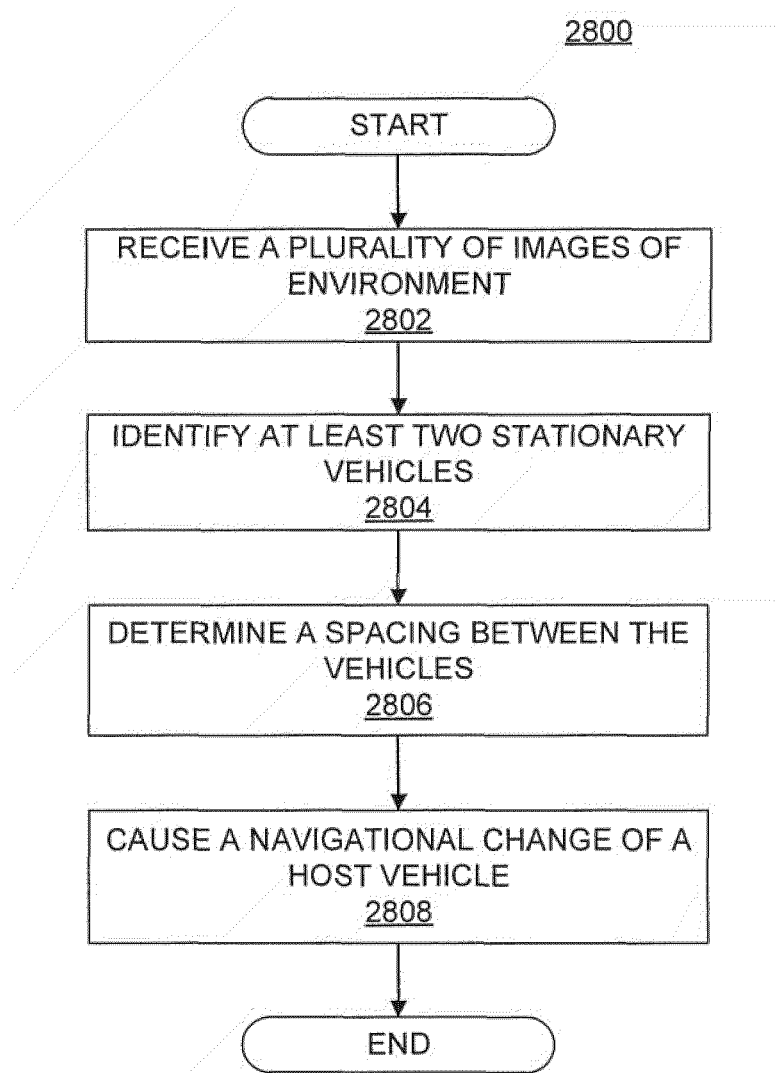 2800
START
RECEIVE A PLURALITY OF IMAGES OF
ENVIRONMENT
2802
IDENTIFY AT LEAST TWO STATIONARY
VEHICLES
2804
DETERMINE A SPACING BETWEEN THE
VEHICLES
2806
CAUSE A NAVIGATIONAL CHANGE OF A
HOST VEHICLE
2808
END